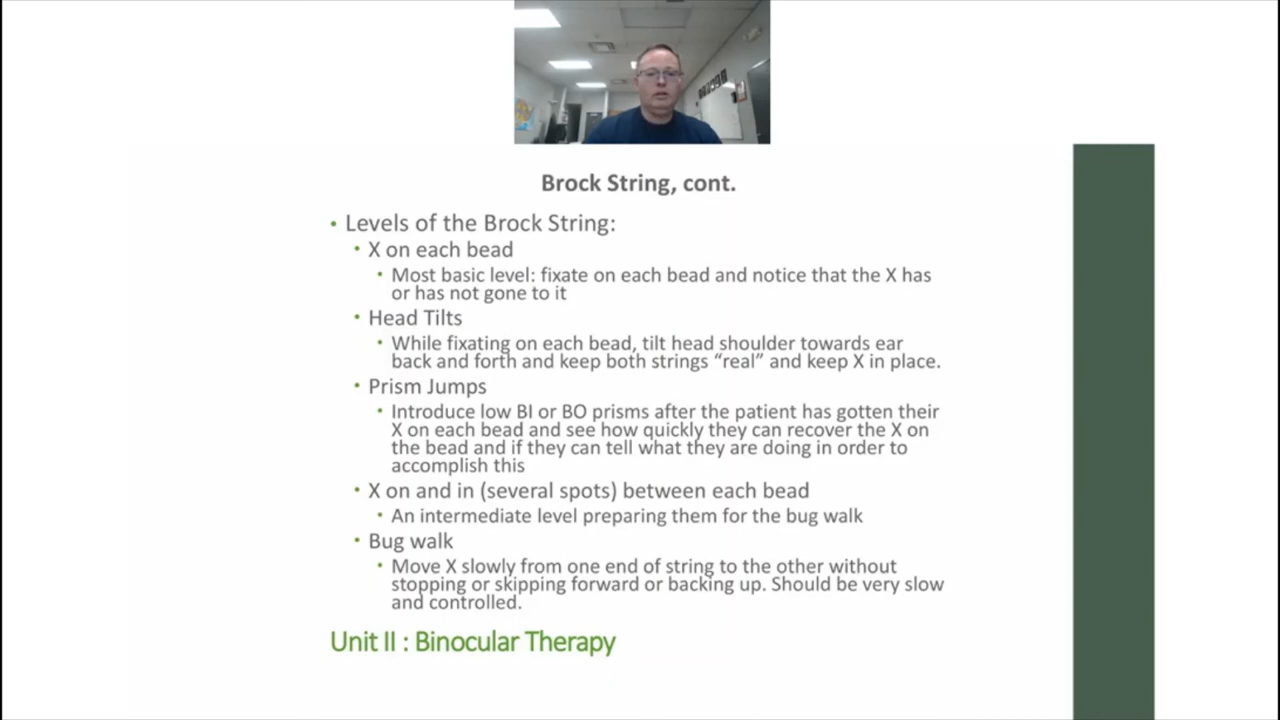 Brock String, cont.
• Levels of the Brock String:
• X on each bead
• Most basic level: fixate on each bead and notice that the X has
or has not gone to it
• Head Tilts
• While fixating on each bead, tilt head shoulder towards ear
back and forth and keep both strings “real” and keep X in place.
• Prism Jumps
• Introduce low BI or BO prisms after the patient has gotten their
X on each bead and see how quickly they can recover the X on
the bead and if they can tell what they are doing in order to
accomplish this
• X on and in (several spots) between each bead
• An intermediate level preparing them for the bug walk
• Bug walk
• Move X slowly from one end of string to the other without
stopping or skipping forward or backing up. Should be very slow
and controlled.
Unit II : Binocular Therapy